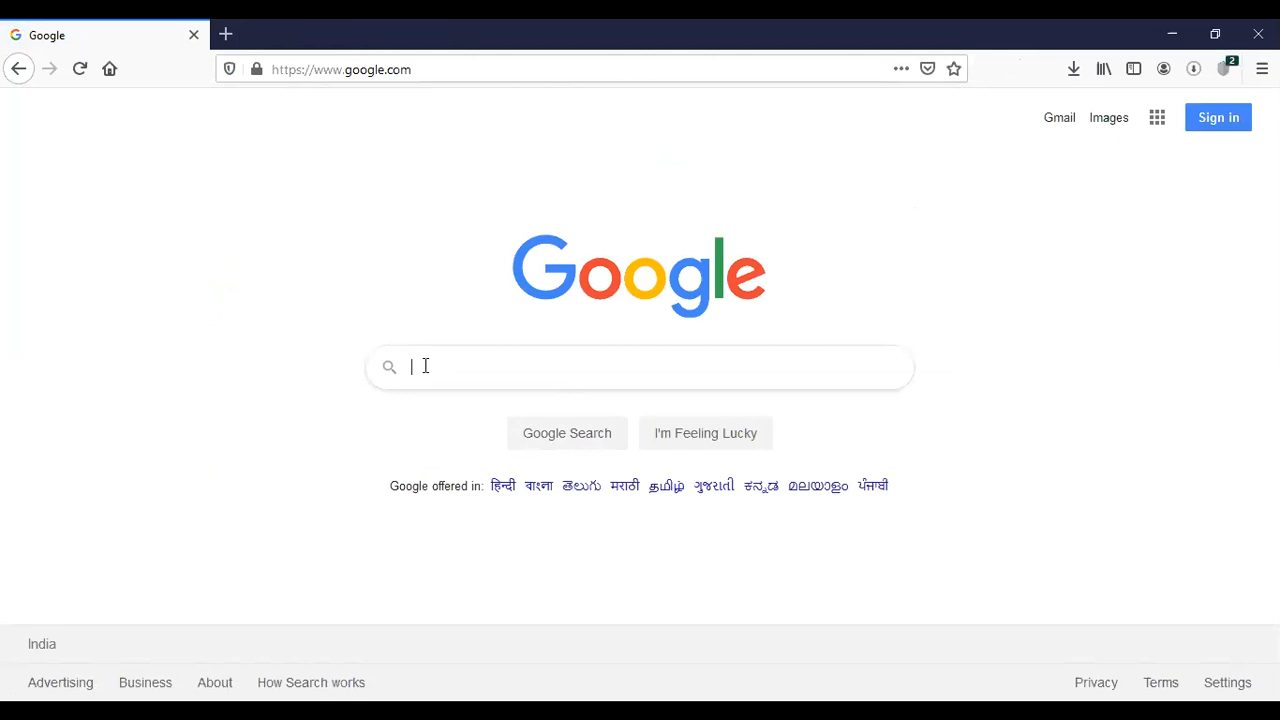 Google
https://www.google.com
2
Gmail Images Sign in
Google
Google Search I'm Feeling Lucky
Google offered in: हिन्दी বাংলা తెలుగు मराठी தமிழ் ગુજરાતી ಕನ್ನಡ മലയാളം ਪੰਜਾਬੀ
India
Advertising Business About How Search works Privacy Terms Settings